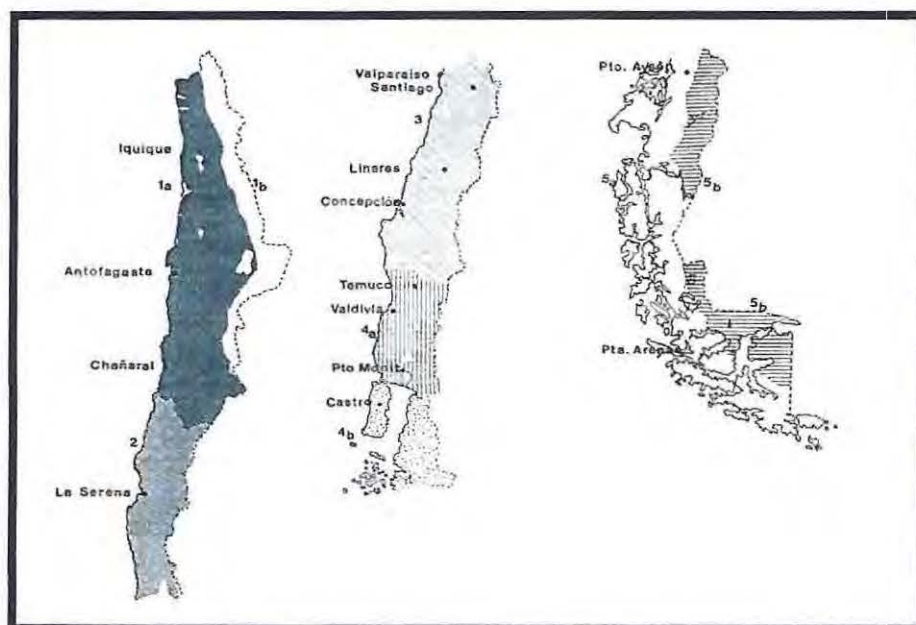 Iquique
1a
1b
Antofagasta
Chañaral
2
La Serena
Valparaíso
Santiago
3
Linares
Concepción
Temuco
Valdivia
4a
Pto Montt
Castro
4b
Pto. Aysén
5
5b
5b
Pta. Arenas